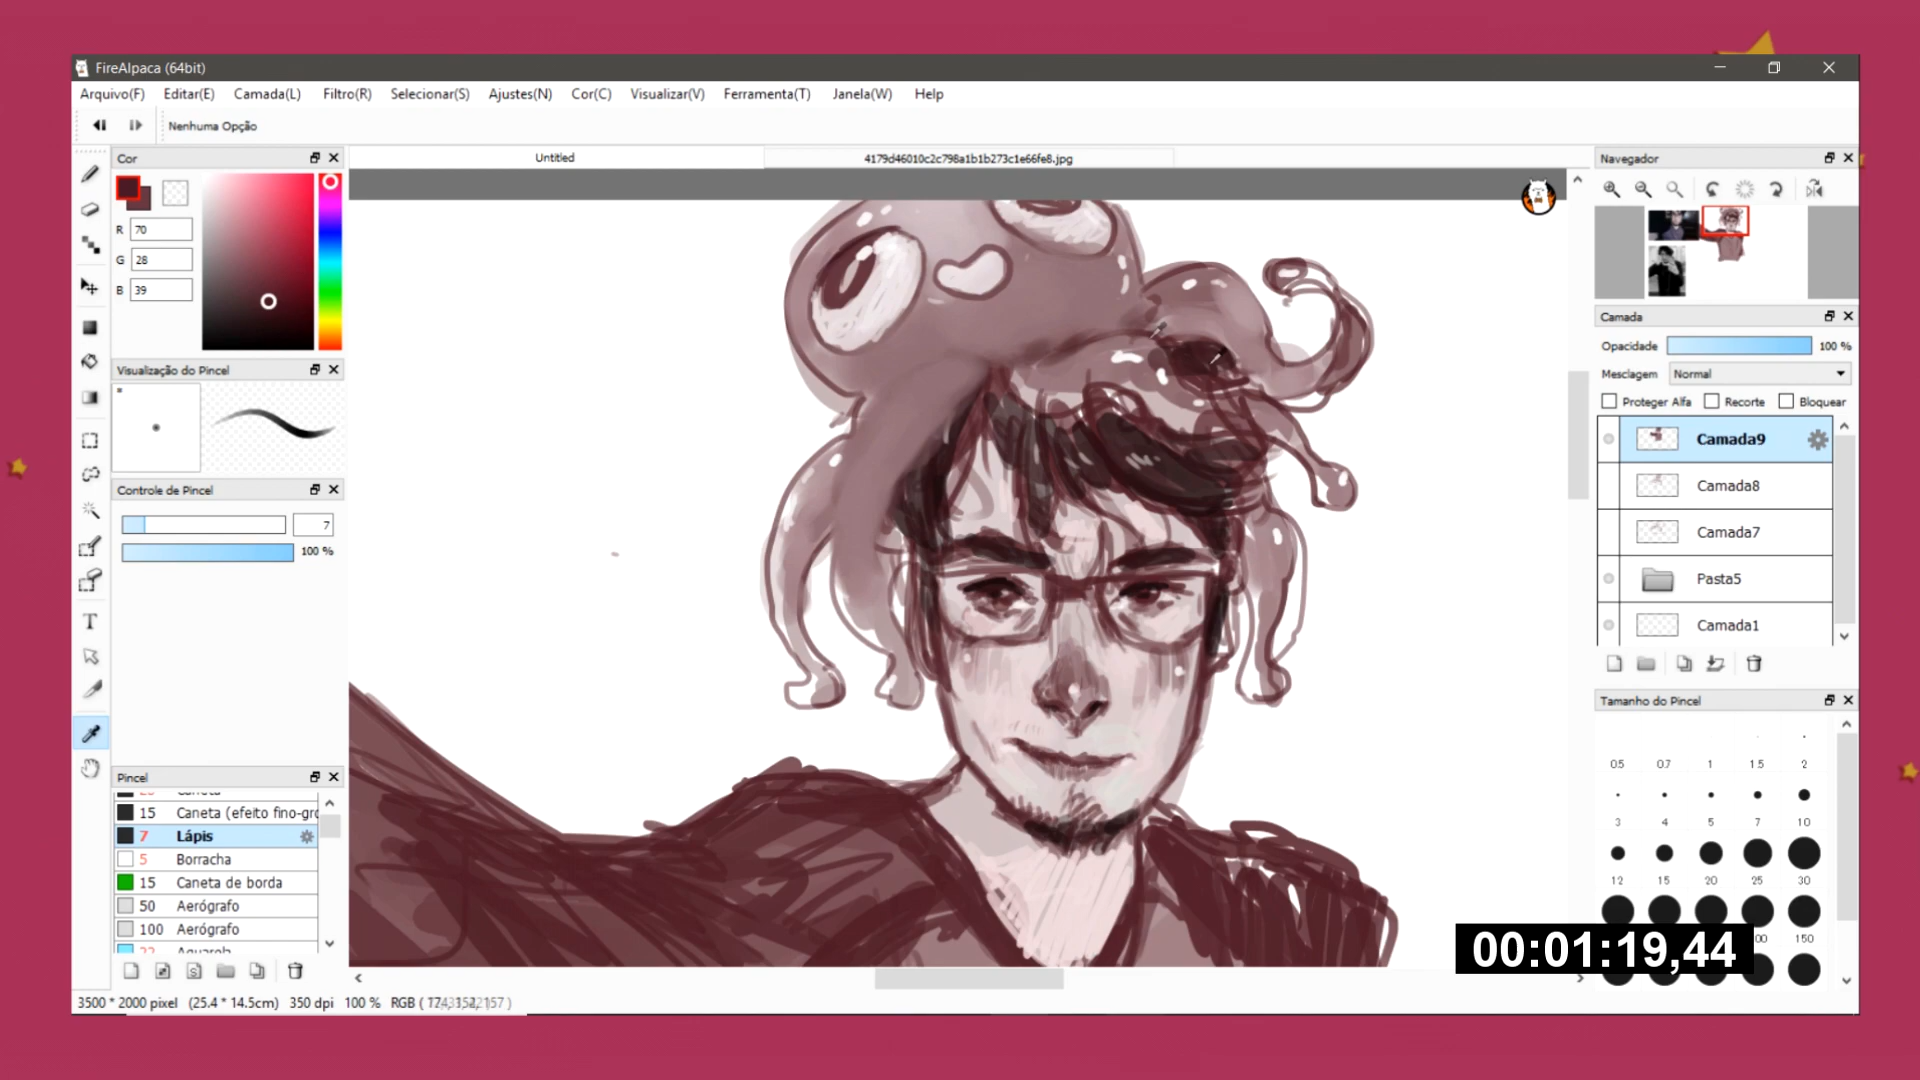 FireAlpaca (64bit)
Arquivo(F) Editar(E) Camada(L) Filtro(R) Selecionar(S) Ajustes(N) Cor(C) Visualizar(V) Ferramenta(T) Janela(W) Help
Nenhuma Opção
Cor
R 70
G 28
B 39
Visualização do Pincel
Controle de Pincel
7
100 %
Pincel
15 Caneta (efeito fino-gro
7 Lápis
5 Borracha
15 Caneta de borda
50 Aerógrafo
100 Aerógrafo
Untitled 4179d46010c2c798a1b1b273c1e66fe8.jpg
Navegador
Camada
Opacidade 100 %
Mesclagem Normal
Proteger Alfa Recorte Bloquear
Camada9
Camada8
Camada7
Pasta5
Camada1
Tamanho do Pincel
0.5 0.7 1 1.5 2
3 4 5 7 10
12 15 20 25 30
150
00:01:19,44
T
3500 * 2000 pixel (25.4 * 14.5cm) 350 dpi 100 %